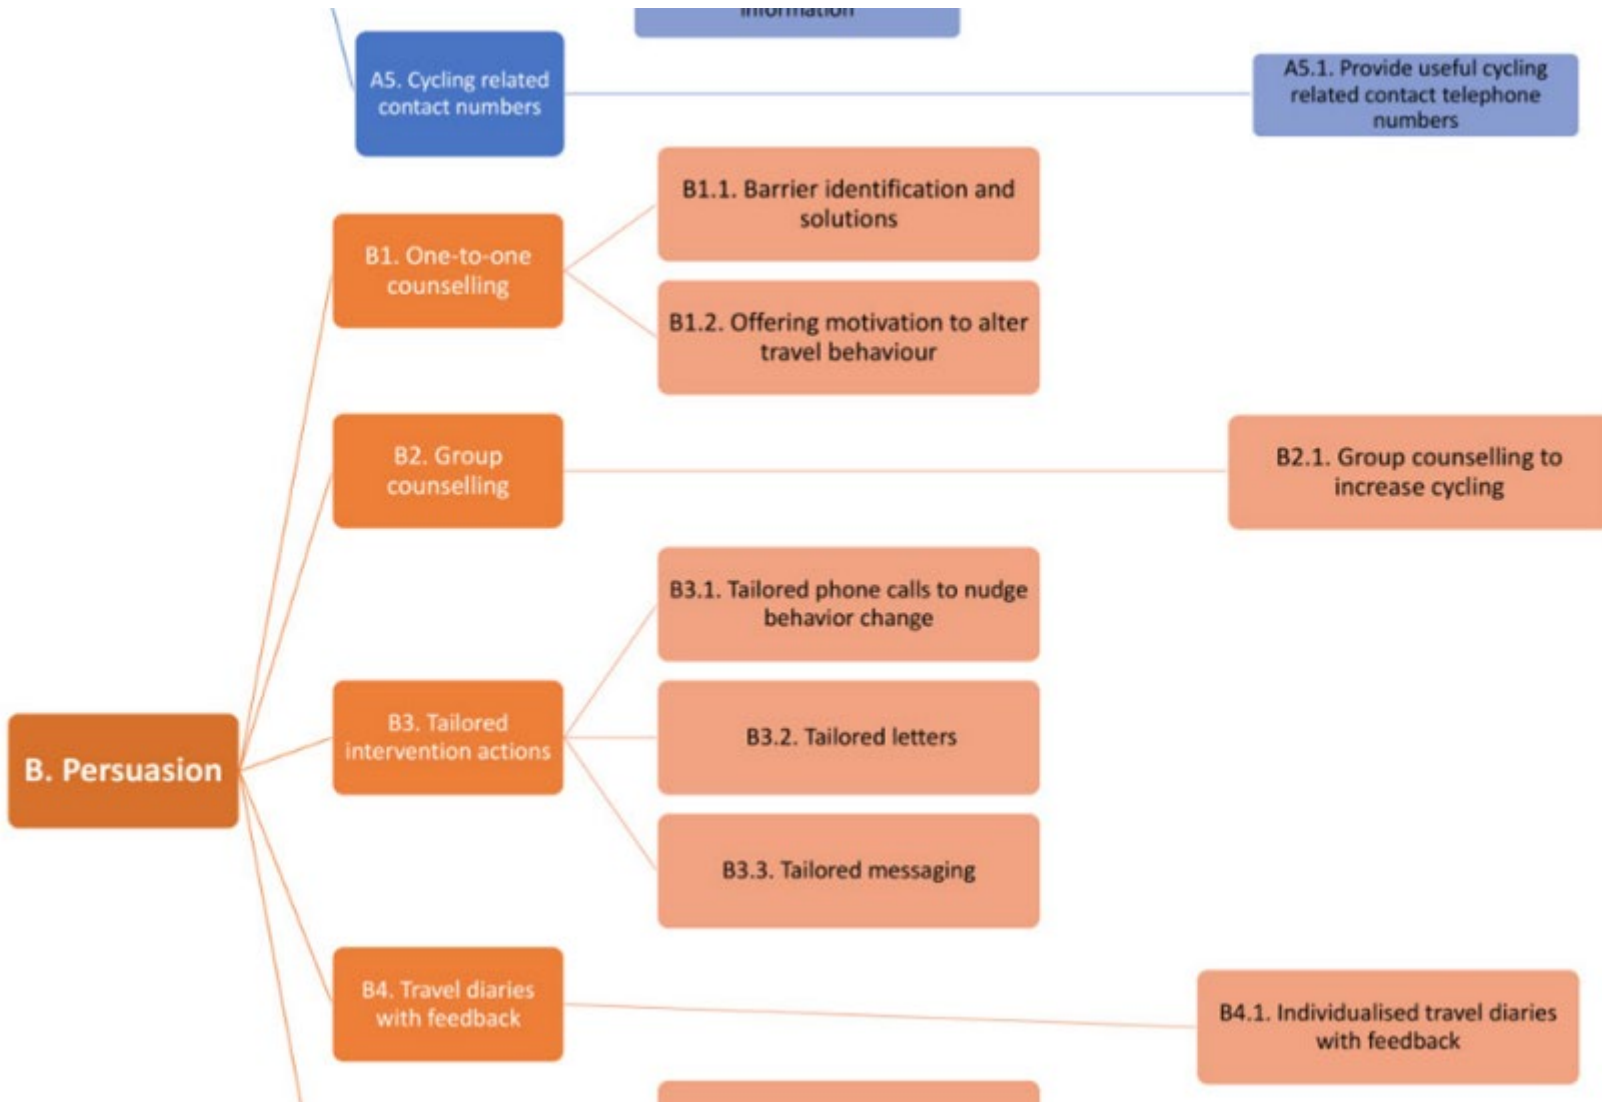 information
A5. Cycling related
contact numbers
A5.1. Provide useful cycling
related contact telephone
numbers
B1. One-to-one
counselling
B1.1. Barrier identification and
solutions
B1.2. Offering motivation to alter
travel behaviour
B2. Group
counselling
B2.1. Group counselling to
increase cycling
B. Persuasion
B3. Tailored
intervention actions
B3.1. Tailored phone calls to nudge
behavior change
B3.2. Tailored letters
B3.3. Tailored messaging
B4. Travel diaries
with feedback
B4.1. Individualised travel diaries
with feedback